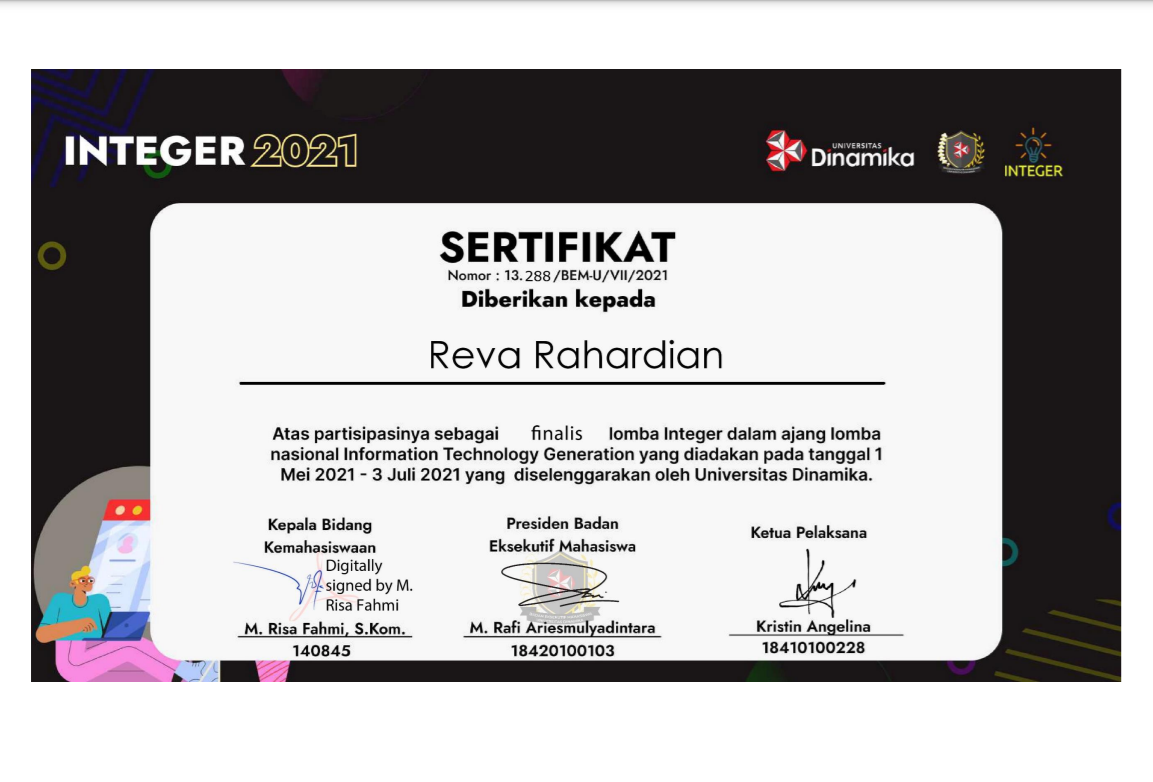 INTEGER 2021
UNIVERSITAS
Dinamika
INTEGER
SERTIFIKAT
Nomor : 13.288/BEM-U/VII/2021
Diberikan kepada
Reva Rahardian
Atas partisipasinya sebagai finalis lomba Integer dalam ajang lomba
nasional Information Technology Generation yang diadakan pada tanggal 1
Mei 2021 - 3 Juli 2021 yang diselenggarakan oleh Universitas Dinamika.
Kepala Bidang
Kemahasiswaan
Digitally
signed by M.
Risa Fahmi
M. Risa Fahmi, S.Kom.
140845
Presiden Badan
Eksekutif Mahasiswa
M. Rafi Ariesmulyadintara
18420100103
Ketua Pelaksana
Kristin Angelina
18410100228